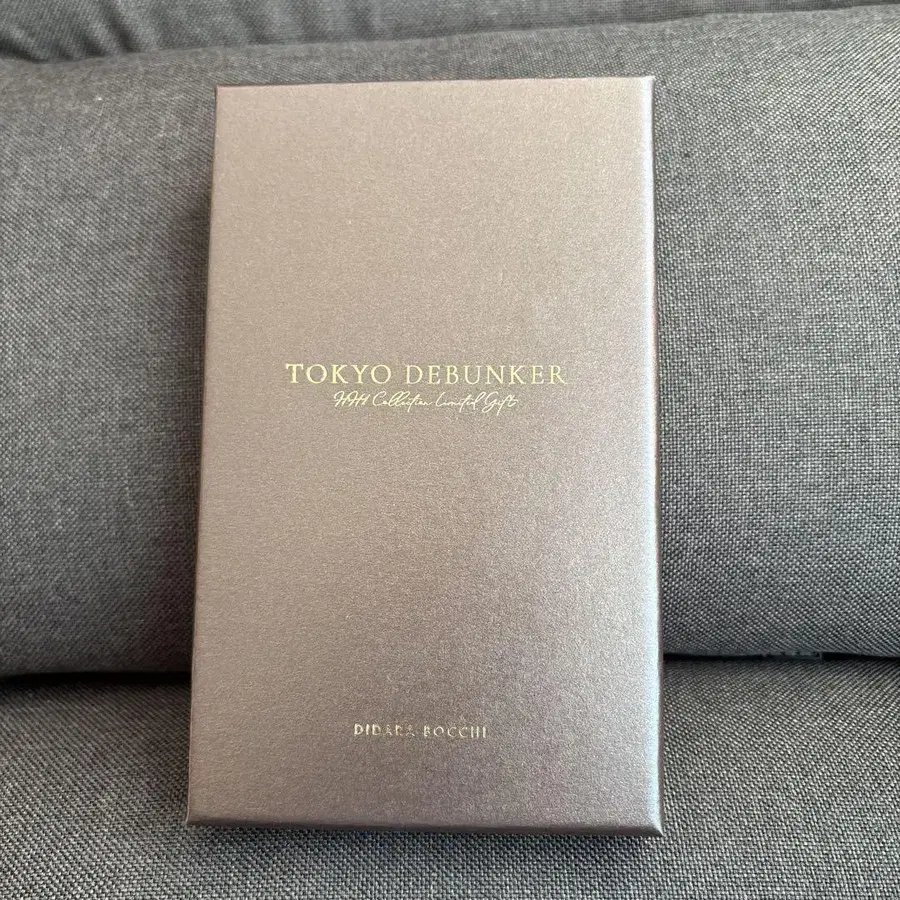 TOKYO DEBUNKER
Collection Limited Gift
DIDARA BOCCHI